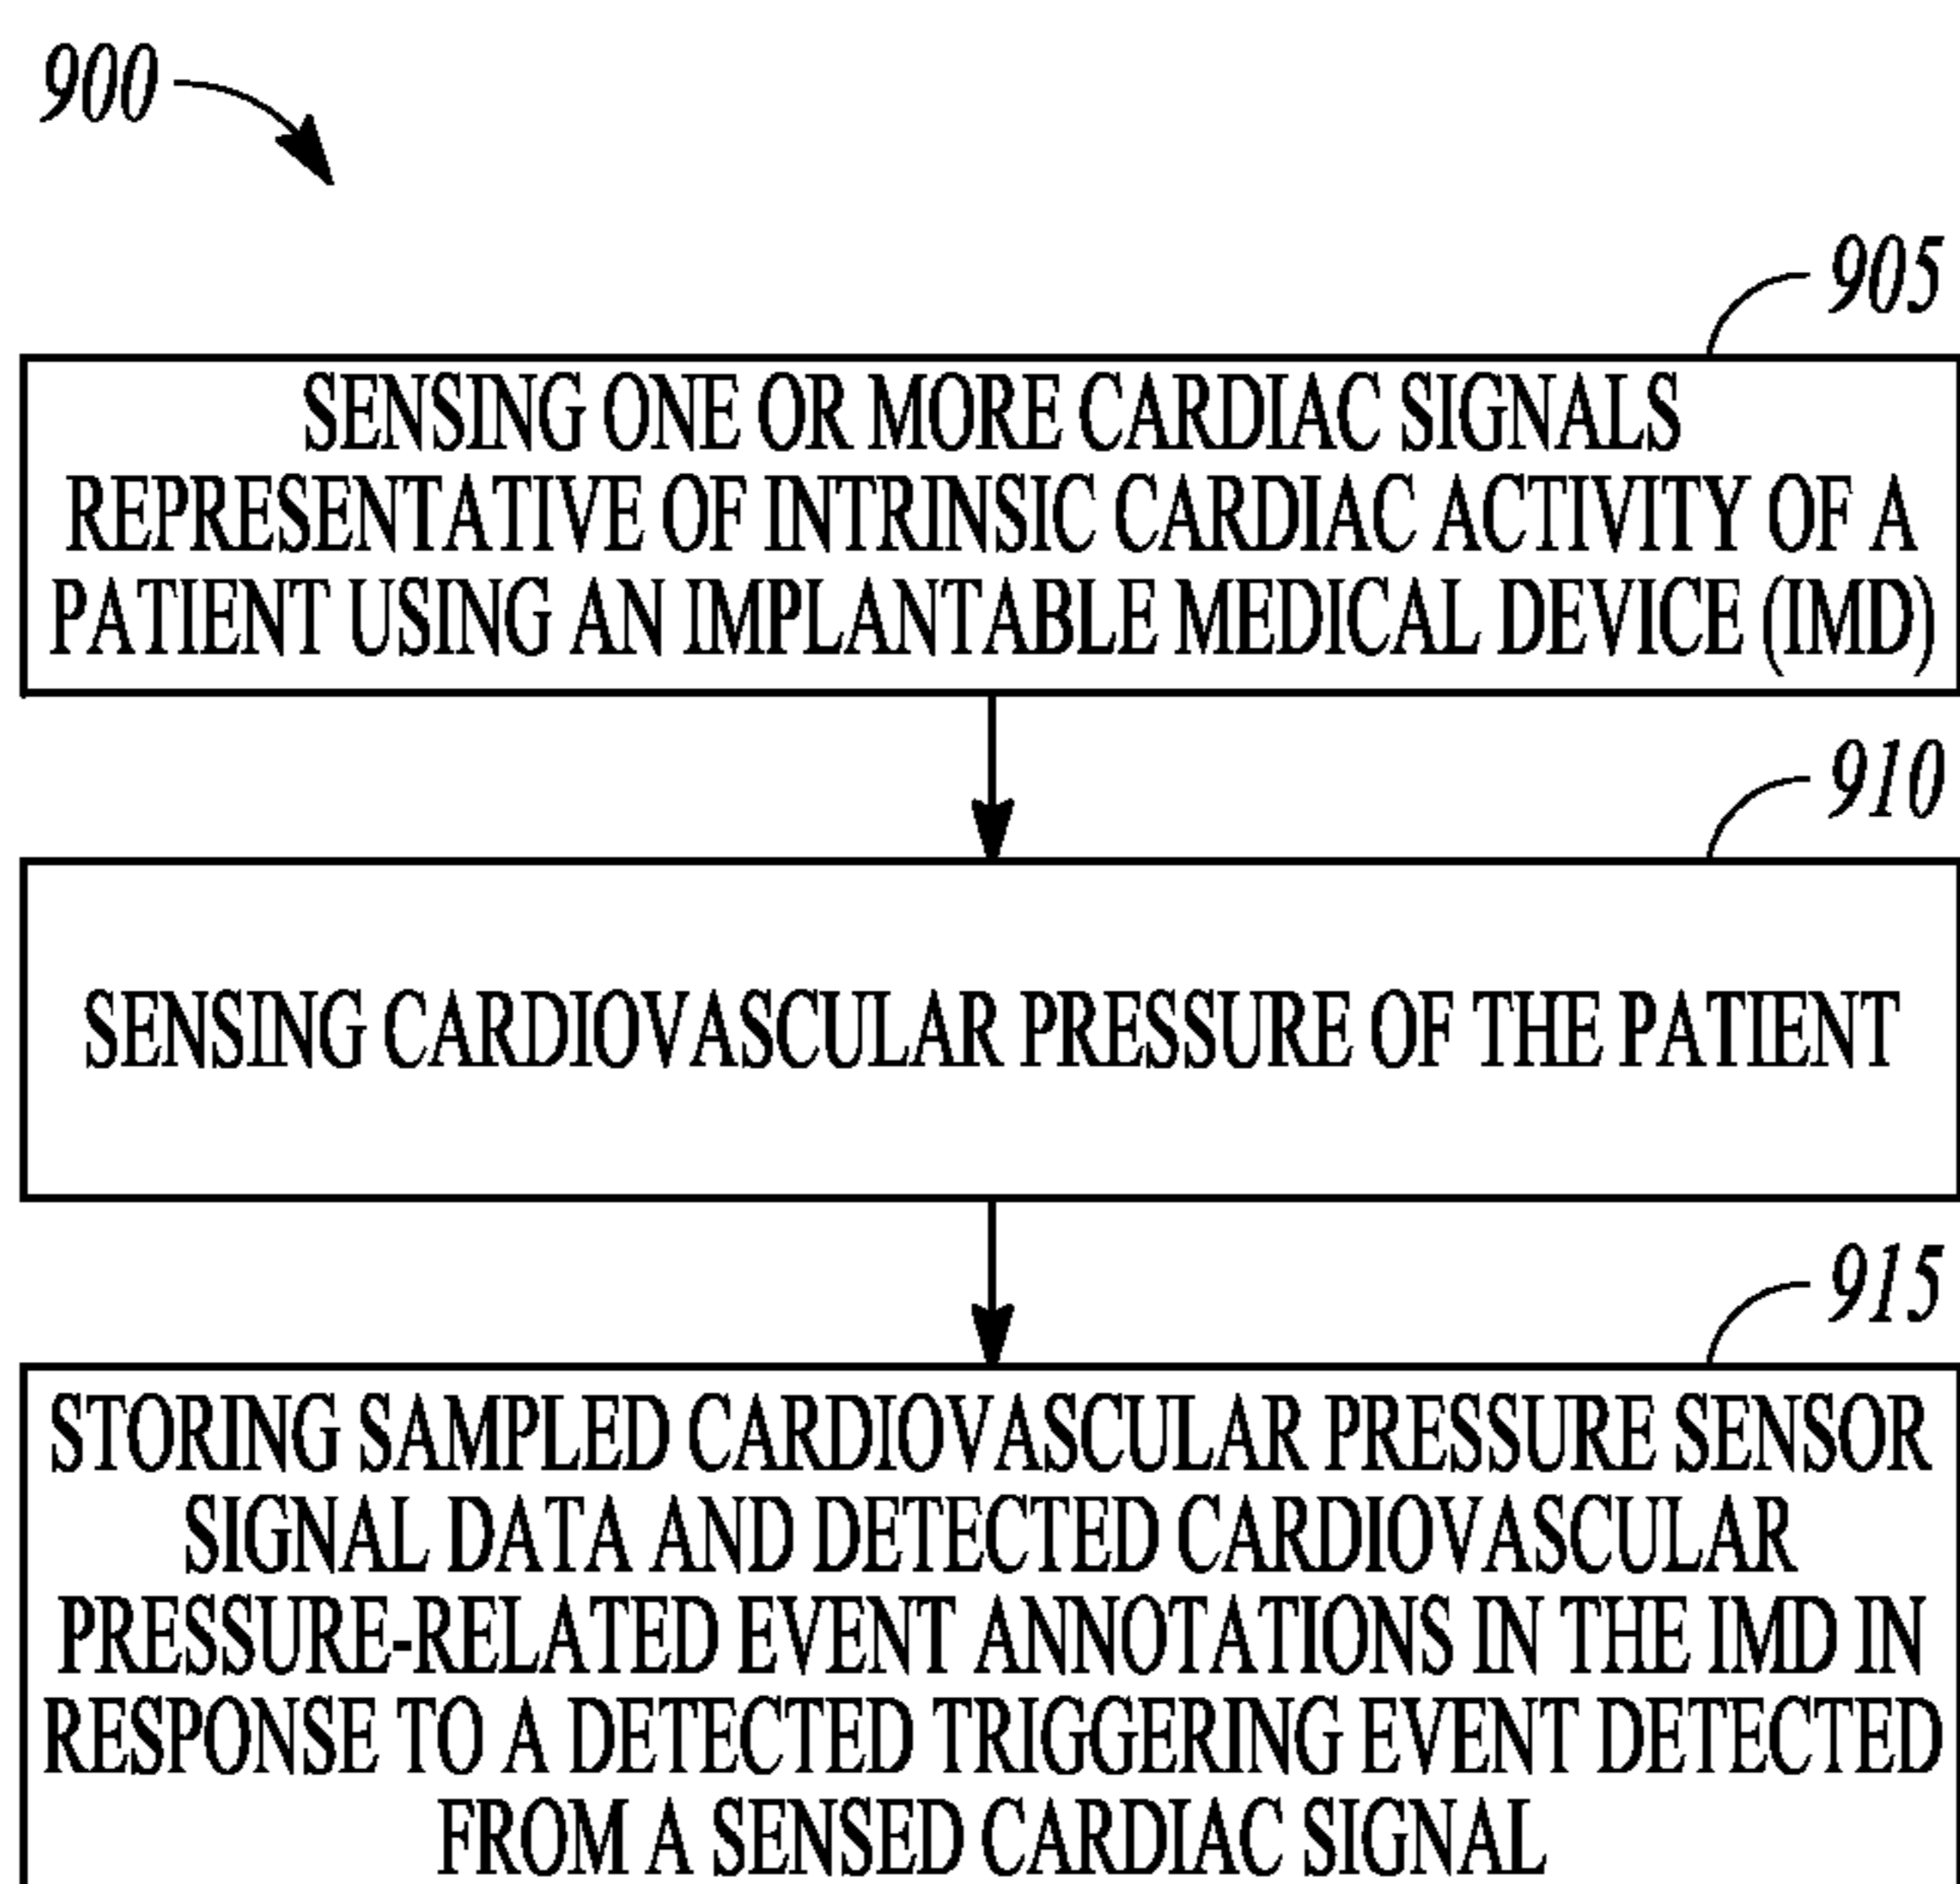 900
905
SENSING ONE OR MORE CARDIAC SIGNALS
REPRESENTATIVE OF INTRINSIC CARDIAC ACTIVITY OF A
PATIENT USING AN IMPLANTABLE MEDICAL DEVICE (IMD)
910
SENSING CARDIOVASCULAR PRESSURE OF THE PATIENT
915
STORING SAMPLED CARDIOVASCULAR PRESSURE SENSOR
SIGNAL DATA AND DETECTED CARDIOVASCULAR
PRESSURE-RELATED EVENT ANNOTATIONS IN THE IMD IN
RESPONSE TO A DETECTED TRIGGERING EVENT DETECTED
FROM A SENSED CARDIAC SIGNAL